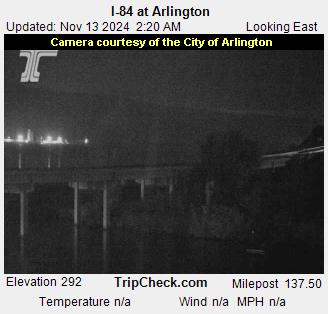 I-84 at Arlington
Updated: Nov 13 2024 2:20 AM Looking East
Camera courtesy of the City of Arlington
Elevation 292 TripCheck.com Milepost 137.50
Temperature n/a Wind n/a MPH n/a